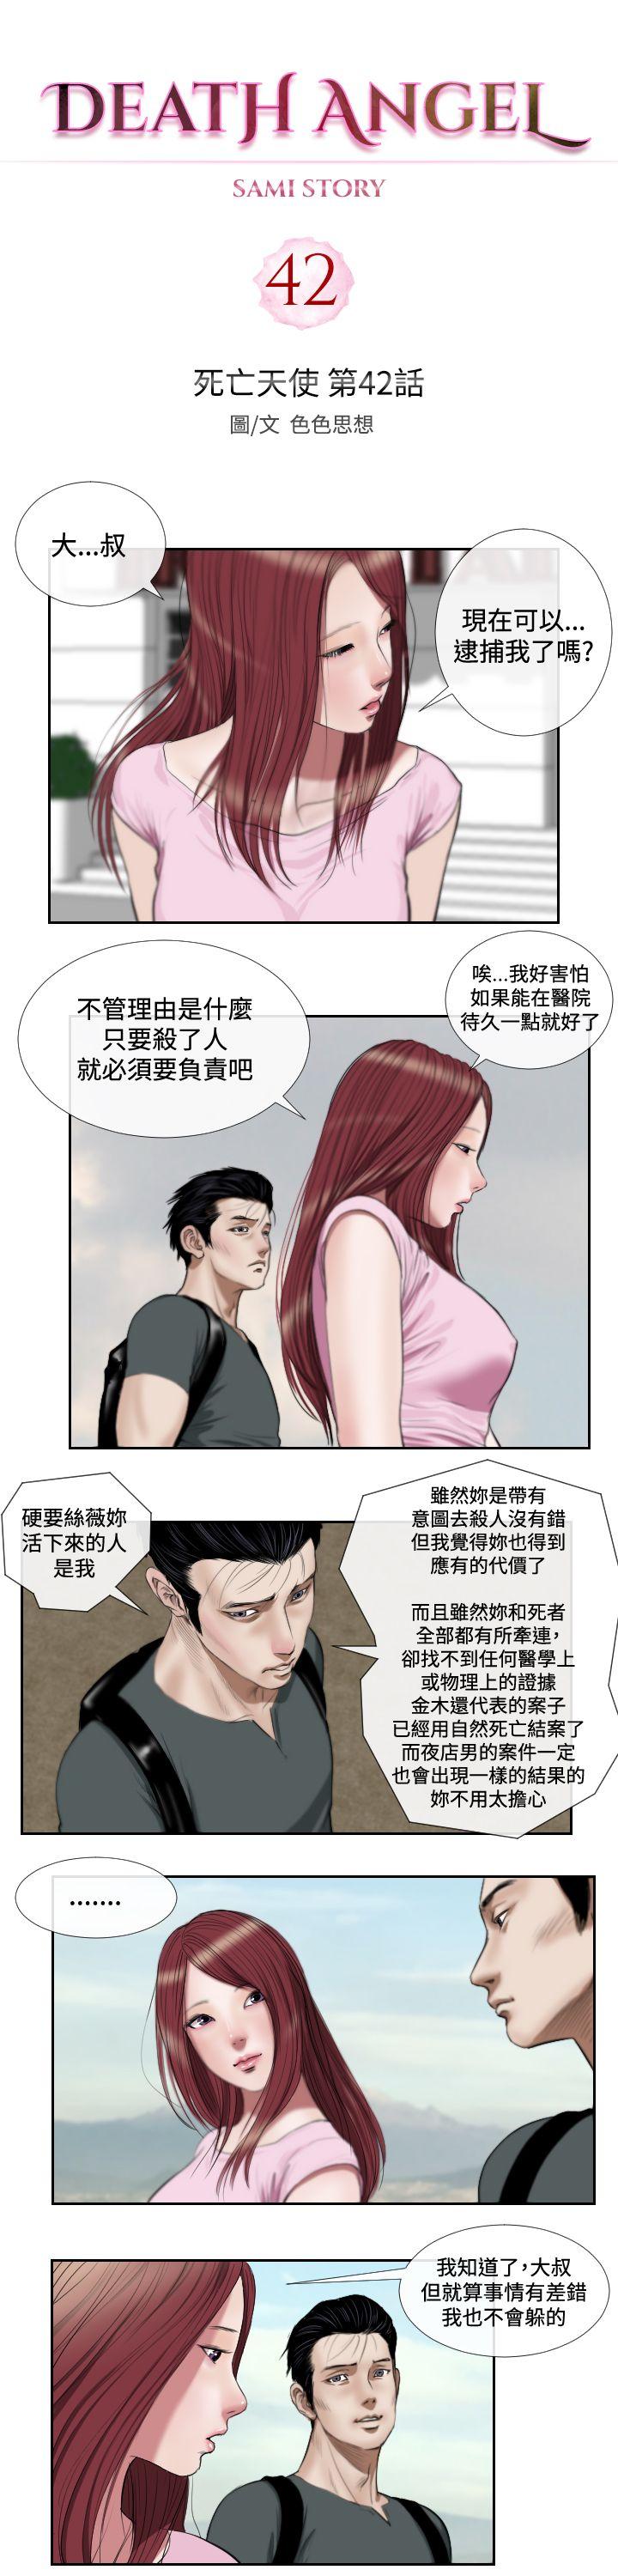 DEATH ANGEL
SAMI STORY
42
死亡天使 第42話
圖/文 色色思想
大...叔
現在可以...
逮捕我了嗎?
不管理由是什麼
只要殺了人
就必須要負責吧
唉...我好害怕
如果能在醫院
待久一點就好了
硬要絲薇妳
活下來的人
是我
雖然妳是帶有
意圖去殺人沒有錯
但我覺得妳也得到
應有的代價了
而且雖然妳和死者
全部都有所牽連,
卻找不到任何醫學上
或物理上的證據
金木還代表的案子
已經用自然死亡結案了
而夜店男的案件一定
也會出現一樣的結果的
妳不用太擔心
.......
我知道了,大叔
但就算事情有差錯
我也不會躲的